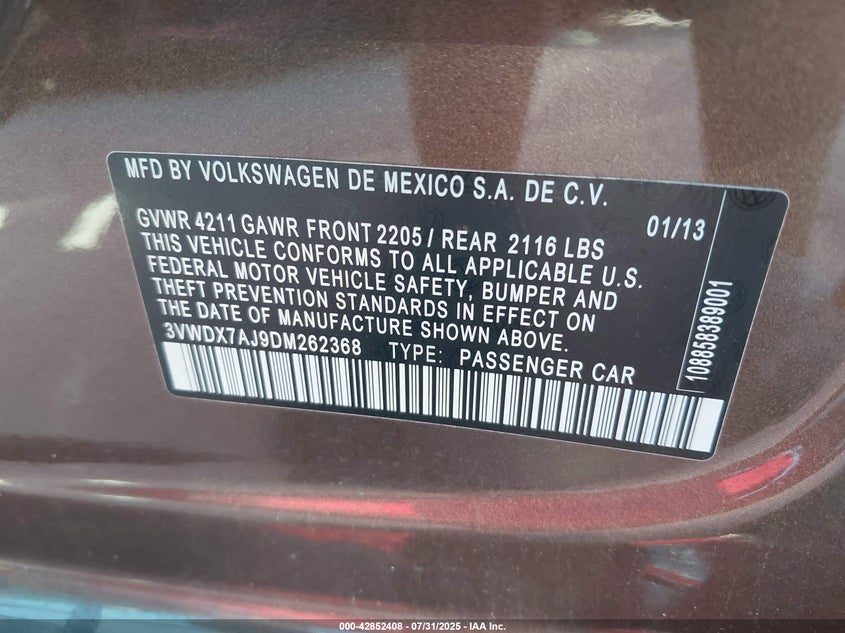 MFD BY VOLKSWAGEN DE MEXICO S.A. DE C.V.
GVWR 4211 GAWR FRONT 2205 / REAR 2116 LBS 01/13
THIS VEHICLE CONFORMS TO ALL APPLICABLE U.S.
FEDERAL MOTOR VEHICLE SAFETY, BUMPER AND
THEFT PREVENTION STANDARDS IN EFFECT ON
THE DATE OF MANUFACTURE SHOWN ABOVE.
3VWDX7AJ9DM262368 TYPE: PASSENGER CAR
108858389001
000-42852408 - 07/31/2025 - IAA Inc.